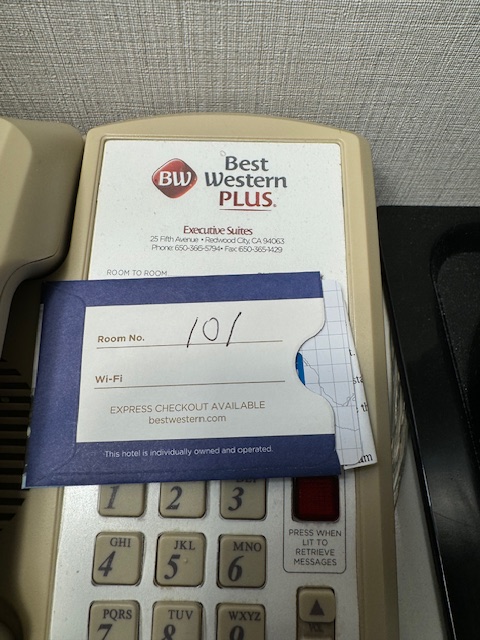 BW
Best
Western
PLUS®
Executive Suites
25 Fifth Avenue • Redwood City, CA 94063
Phone: 650-366-5794 • Fax: 650-365-1429
ROOM TO ROOM
Room No. 101
Wi-Fi
EXPRESS CHECKOUT AVAILABLE
bestwestern.com
This hotel is individually owned and operated.
1 2 3
GHI JKL MNO
4 5 6
PRESS WHEN
LIT TO
RETRIEVE
MESSAGES
PQRS TUV WXYZ
7 8 9